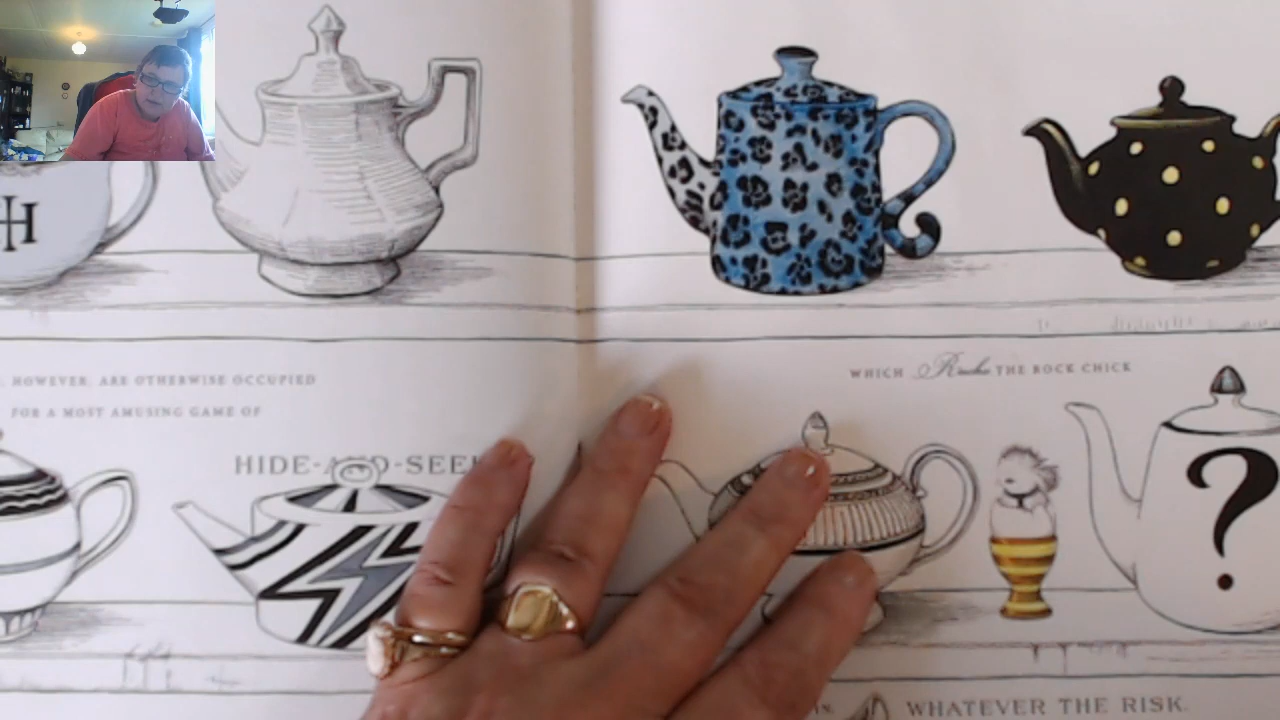 H
HOWEVER, ARE OTHERWISE OCCUPIED
FOR A MOST AMUSING GAME OF
HIDE-AND-SEEK
WHICH THE ROCK CHICK
?
IN.
WHATEVER THE RISK.